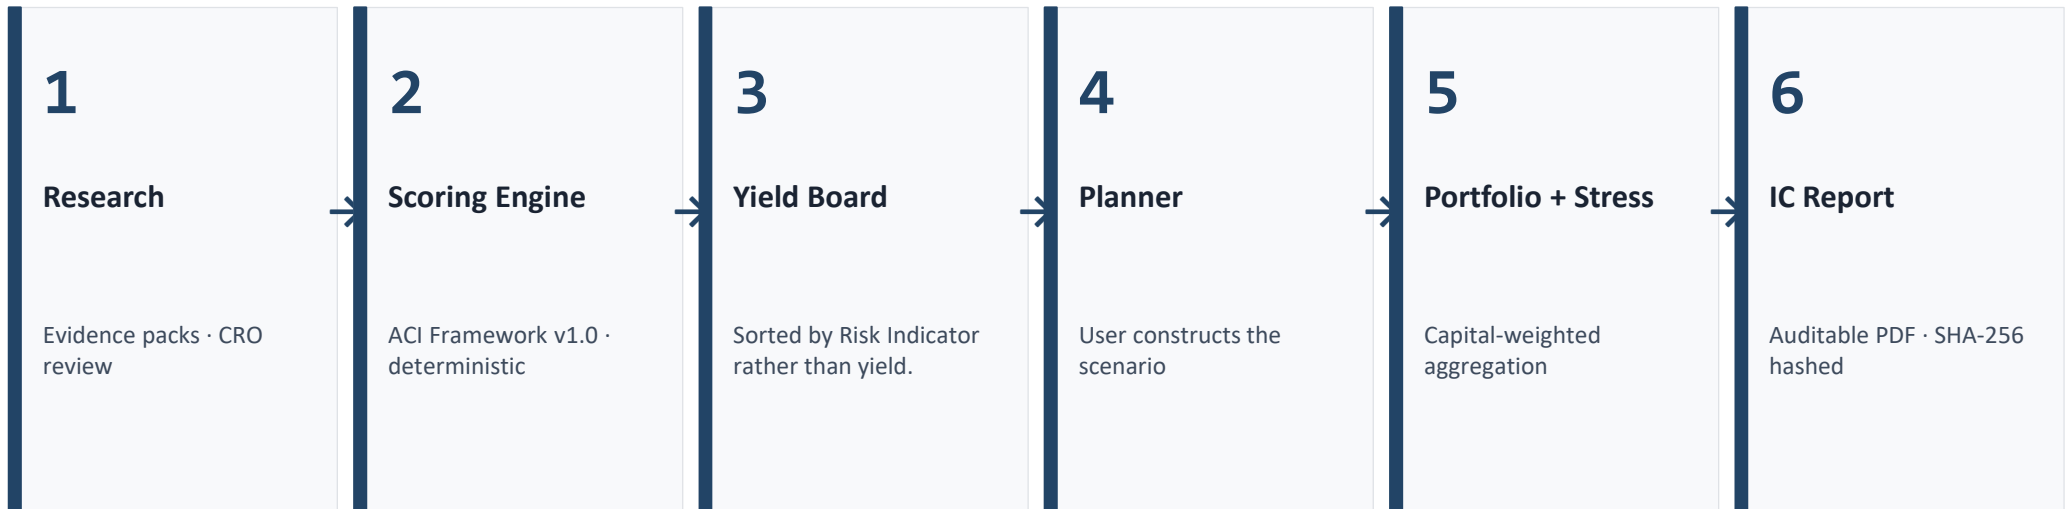 1
Research
Evidence packs · CRO
review
2
Scoring Engine
ACI Framework v1.0 ·
deterministic
3
Yield Board
Sorted by Risk Indicator
rather than yield.
4
Planner
User constructs the
scenario
5
Portfolio + Stress
Capital-weighted
aggregation
6
IC Report
Auditable PDF · SHA-256
hashed